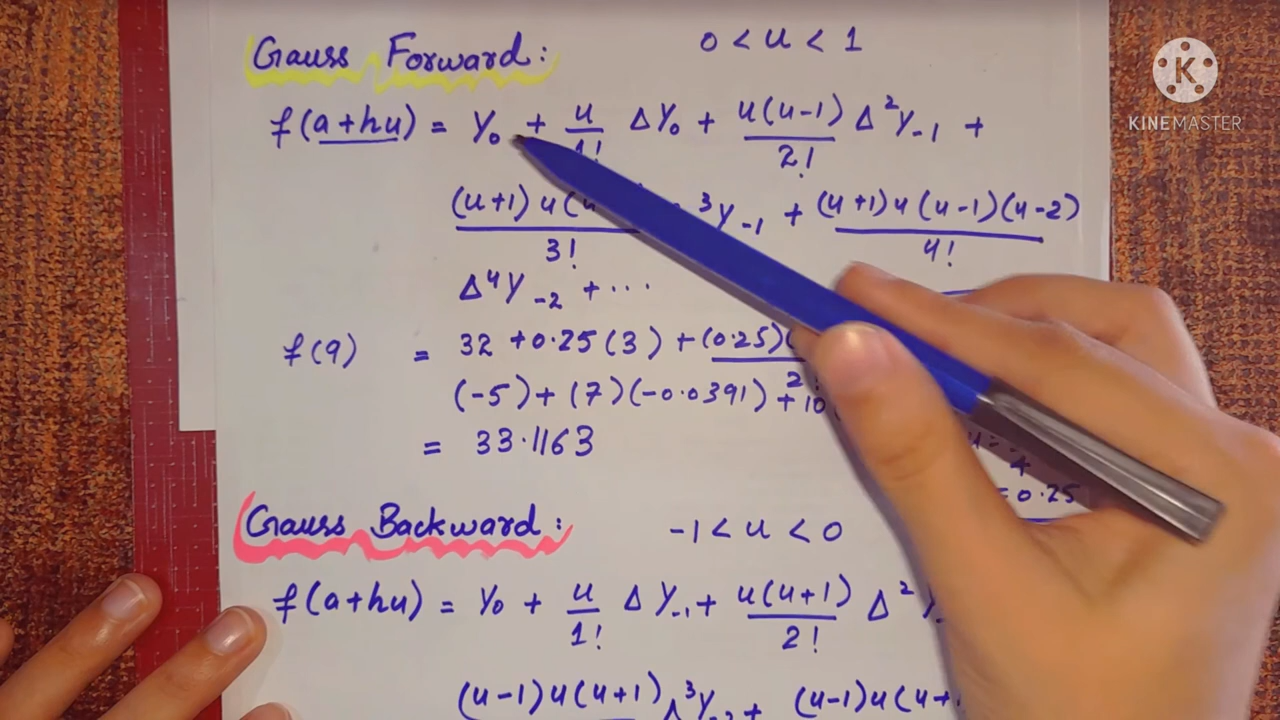 Gauss Forward : 0 < u < 1
KINEMASTER
f(a+hu) = Y₀ + u/1! ΔY₀ + u(u-1)/2! Δ²Y₋₁ +
(u+1) u(u /3! ³Y₋₁ + (u+1) u (u-1)(u-2)/4!
Δ⁴Y₋₂ + ...
f(9) = 32 + 0.25 (3) + (0.25)( /2
(-5) + (7) (-0.0391) + 10
= 33.1163
= 0.25
Gauss Backward : -1 < u < 0
f(a+hu) = Y₀ + u/1! Δ Y₋₁ + u(u+1)/2! Δ²
(u-1) u (u+1) Δ³Y + (u-1) u (u+